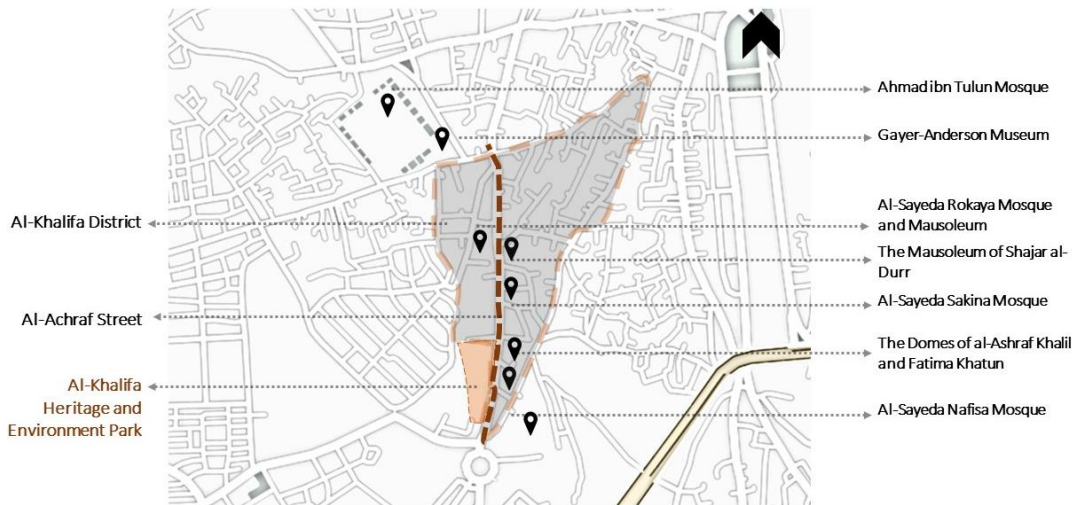 Al-Khalifa District
Al-Achraf Street
Al-Khalifa
Heritage and
Environment Park
Ahmad ibn Tulun Mosque
Gayer-Anderson Museum
Al-Sayeda Rokaya Mosque
and Mausoleum
The Mausoleum of Shajar al-
Durr
Al-Sayeda Sakina Mosque
The Domes of al-Ashraf Khalil
and Fatima Khatun
Al-Sayeda Nafisa Mosque